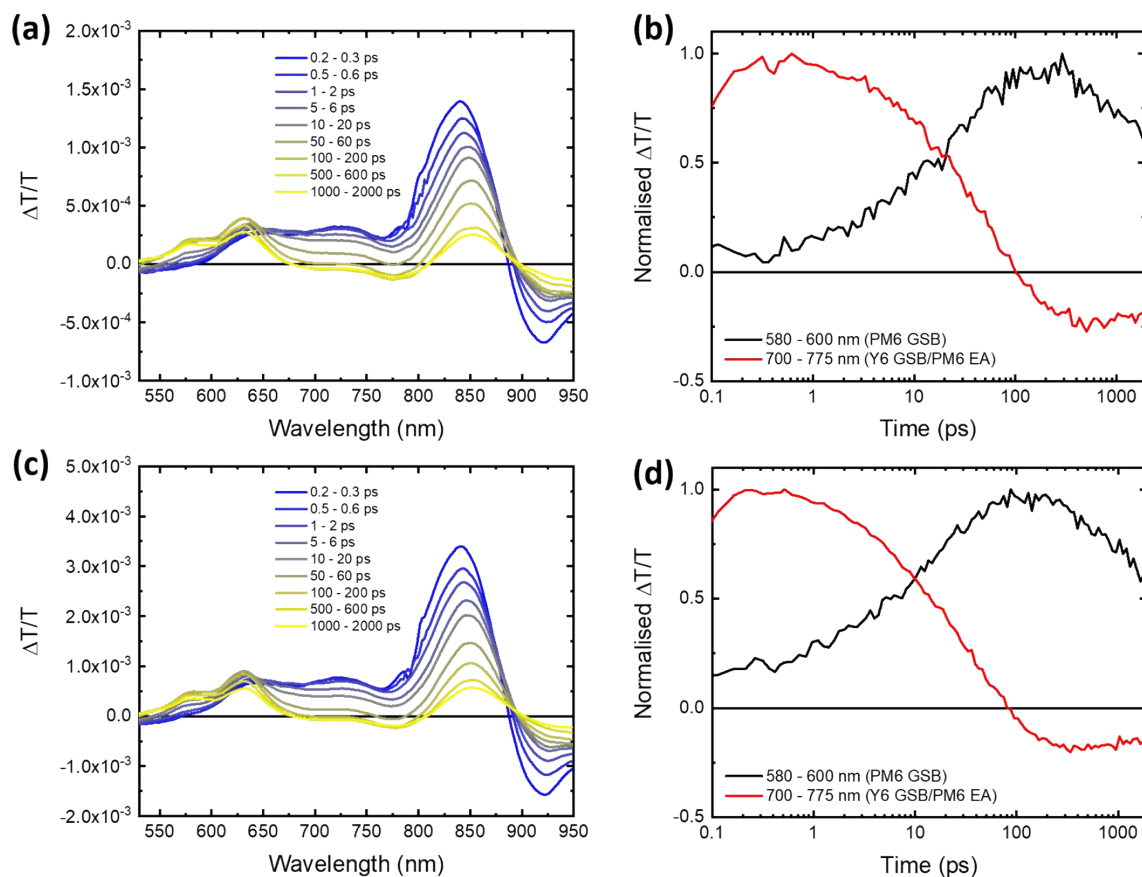 (a)
2.0x10⁻³
1.5x10⁻³
1.0x10⁻³
5.0x10⁻⁴
0.0
-5.0x10⁻⁴
-1.0x10⁻³
ΔT/T
0.2 - 0.3 ps
0.5 - 0.6 ps
1 - 2 ps
5 - 6 ps
10 - 20 ps
50 - 60 ps
100 - 200 ps
500 - 600 ps
1000 - 2000 ps
550 600 650 700 750 800 850 900 950
Wavelength (nm)
(b)
1.0
0.5
0.0
-0.5
Normalised ΔT/T
580 - 600 nm (PM6 GSB)
700 - 775 nm (Y6 GSB/PM6 EA)
0.1 1 10 100 1000
Time (ps)
(c)
5.0x10⁻³
4.0x10⁻³
3.0x10⁻³
2.0x10⁻³
1.0x10⁻³
0.0
-1.0x10⁻³
-2.0x10⁻³
ΔT/T
0.2 - 0.3 ps
0.5 - 0.6 ps
1 - 2 ps
5 - 6 ps
10 - 20 ps
50 - 60 ps
100 - 200 ps
500 - 600 ps
1000 - 2000 ps
550 600 650 700 750 800 850 900 950
Wavelength (nm)
(d)
1.0
0.5
0.0
-0.5
Normalised ΔT/T
580 - 600 nm (PM6 GSB)
700 - 775 nm (Y6 GSB/PM6 EA)
0.1 1 10 100 1000
Time (ps)